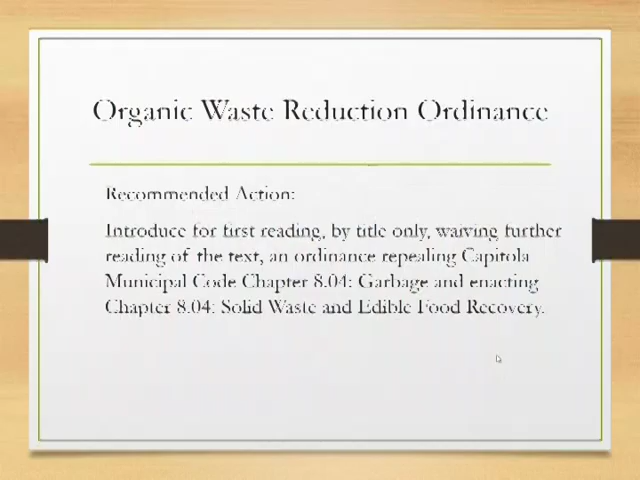 Organic Waste Reduction Ordinance
Recommended Action:
Introduce for first reading, by title only, waiving further
reading of the text, an ordinance repealing Capitola
Municipal Code Chapter 8.04: Garbage and enacting
Chapter 8.04: Solid Waste and Edible Food Recovery.